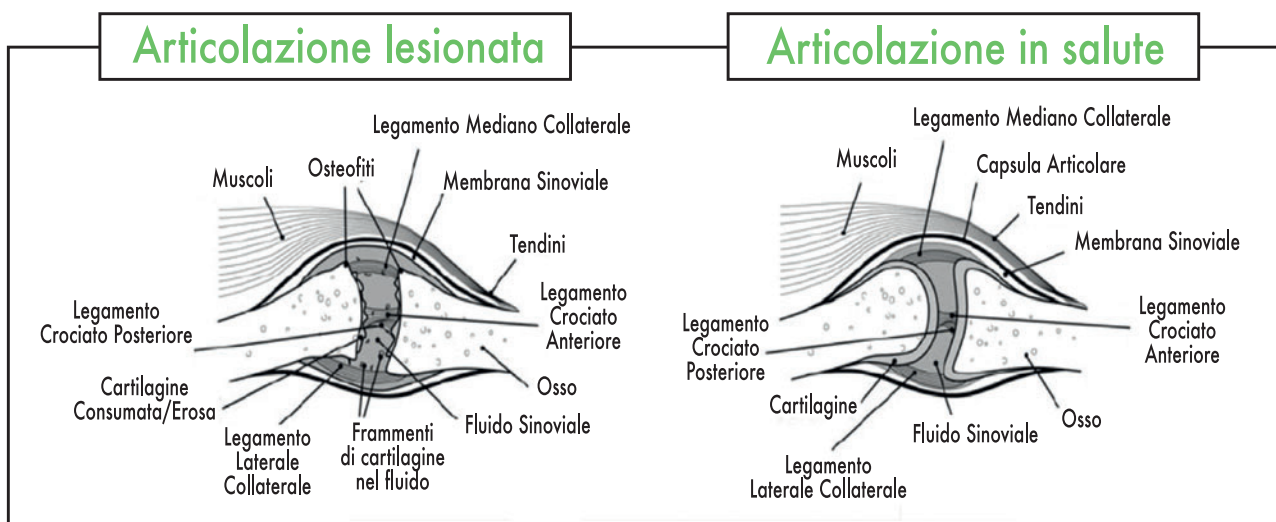 Articolazione lesionata
Legamento Mediano Collaterale
Osteofiti
Muscoli
Membrana Sinoviale
Tendini
Legamento
Crociato Posteriore
Legamento
Crociato
Anteriore
Cartilagine
Consumata/Erosa
Osso
Legamento
Laterale
Collaterale
Frammenti
di cartilagine
nel fluido
Fluido Sinoviale
Articolazione in salute
Legamento Mediano Collaterale
Muscoli
Capsula Articolare
Tendini
Membrana Sinoviale
Legamento
Crociato
Posteriore
Legamento
Crociato
Anteriore
Cartilagine
Osso
Fluido Sinoviale
Legamento
Laterale Collaterale